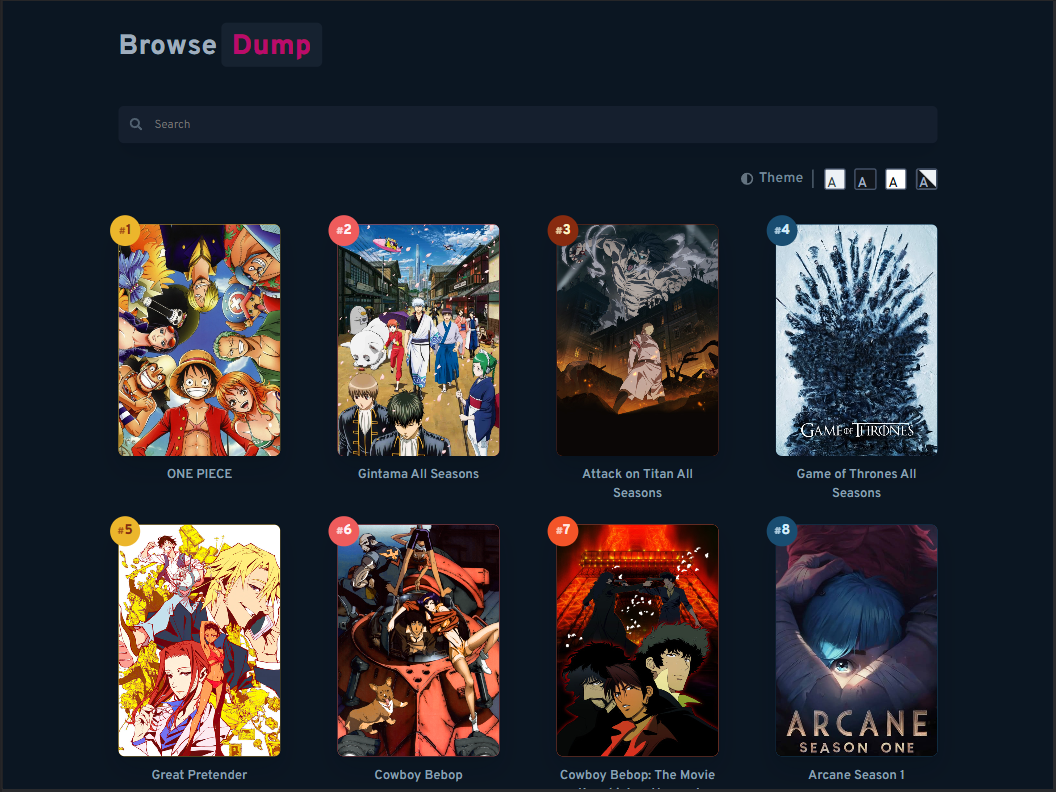 Browse Dump
Search
Theme | A A A A
#1
#2
#3
#4
GAME OF THRONES
ONE PIECE
Gintama All Seasons
Attack on Titan All
Seasons
Game of Thrones All
Seasons
#5
#6
#7
#8
ARCANE
SEASON ONE
Great Pretender
Cowboy Bebop
Cowboy Bebop: The Movie
Arcane Season 1